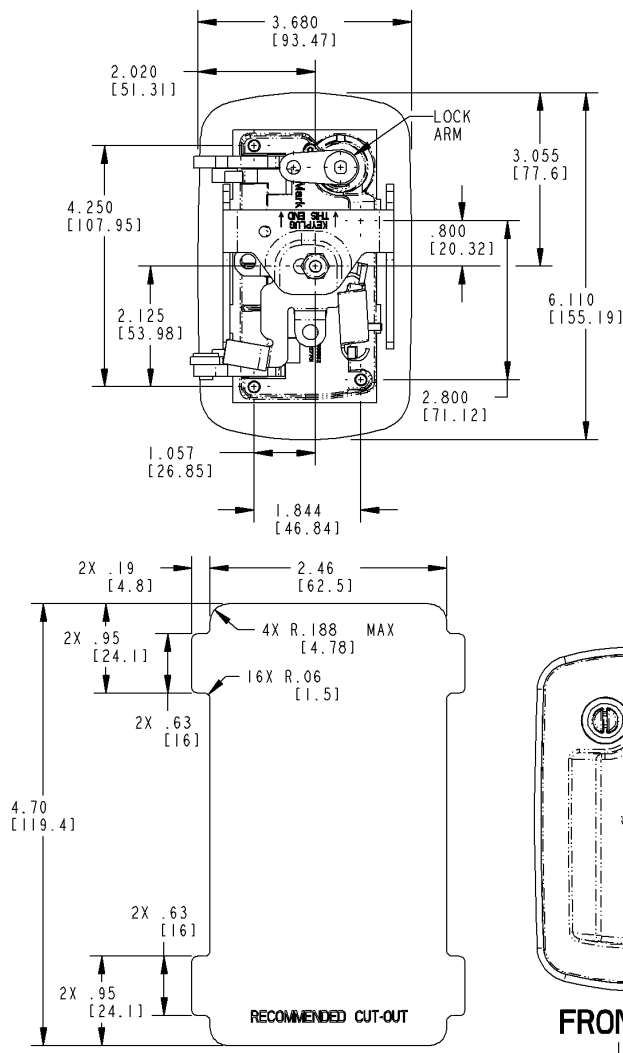 3.680
[93.47]
2.020
[51.31]
LOCK
ARM
3.055
[77.6]
4.250
[107.95]
Mark
KEYPLUG
THIS END
.800
[20.32]
2.125
[53.98]
6.110
[155.19]
2.800
[71.12]
1.057
[26.85]
1.844
[46.84]
2X .19
[4.8]
2.46
[62.5]
2X .95
[24.1]
4X R.188 MAX
[4.78]
16X R.06
[1.5]
2X .63
[16]
4.70
[119.4]
2X .63
[16]
2X .95
[24.1]
RECOMMENDED CUT-OUT
FRON